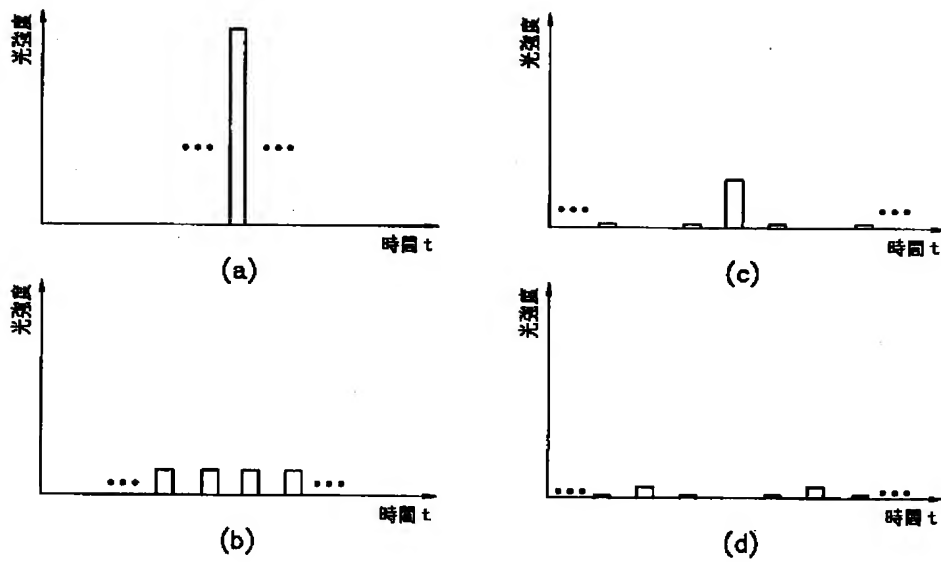 光強度
時間 t
(a)
光強度
時間 t
(b)
光強度
時間 t
(c)
光強度
時間 t
(d)